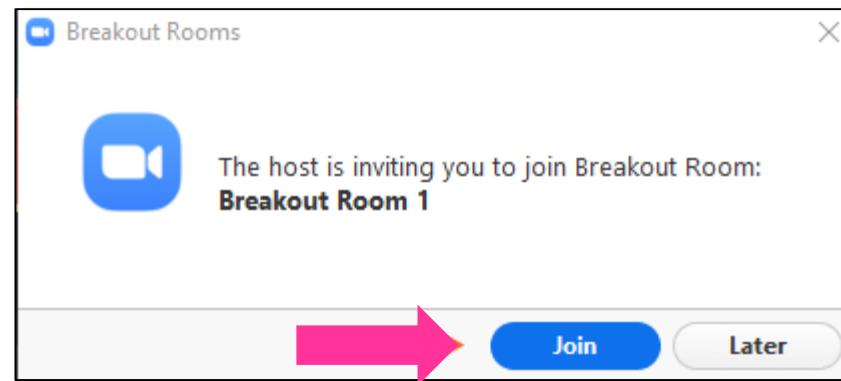 Breakout Rooms
The host is inviting you to join Breakout Room:
Breakout Room 1
Join
Later